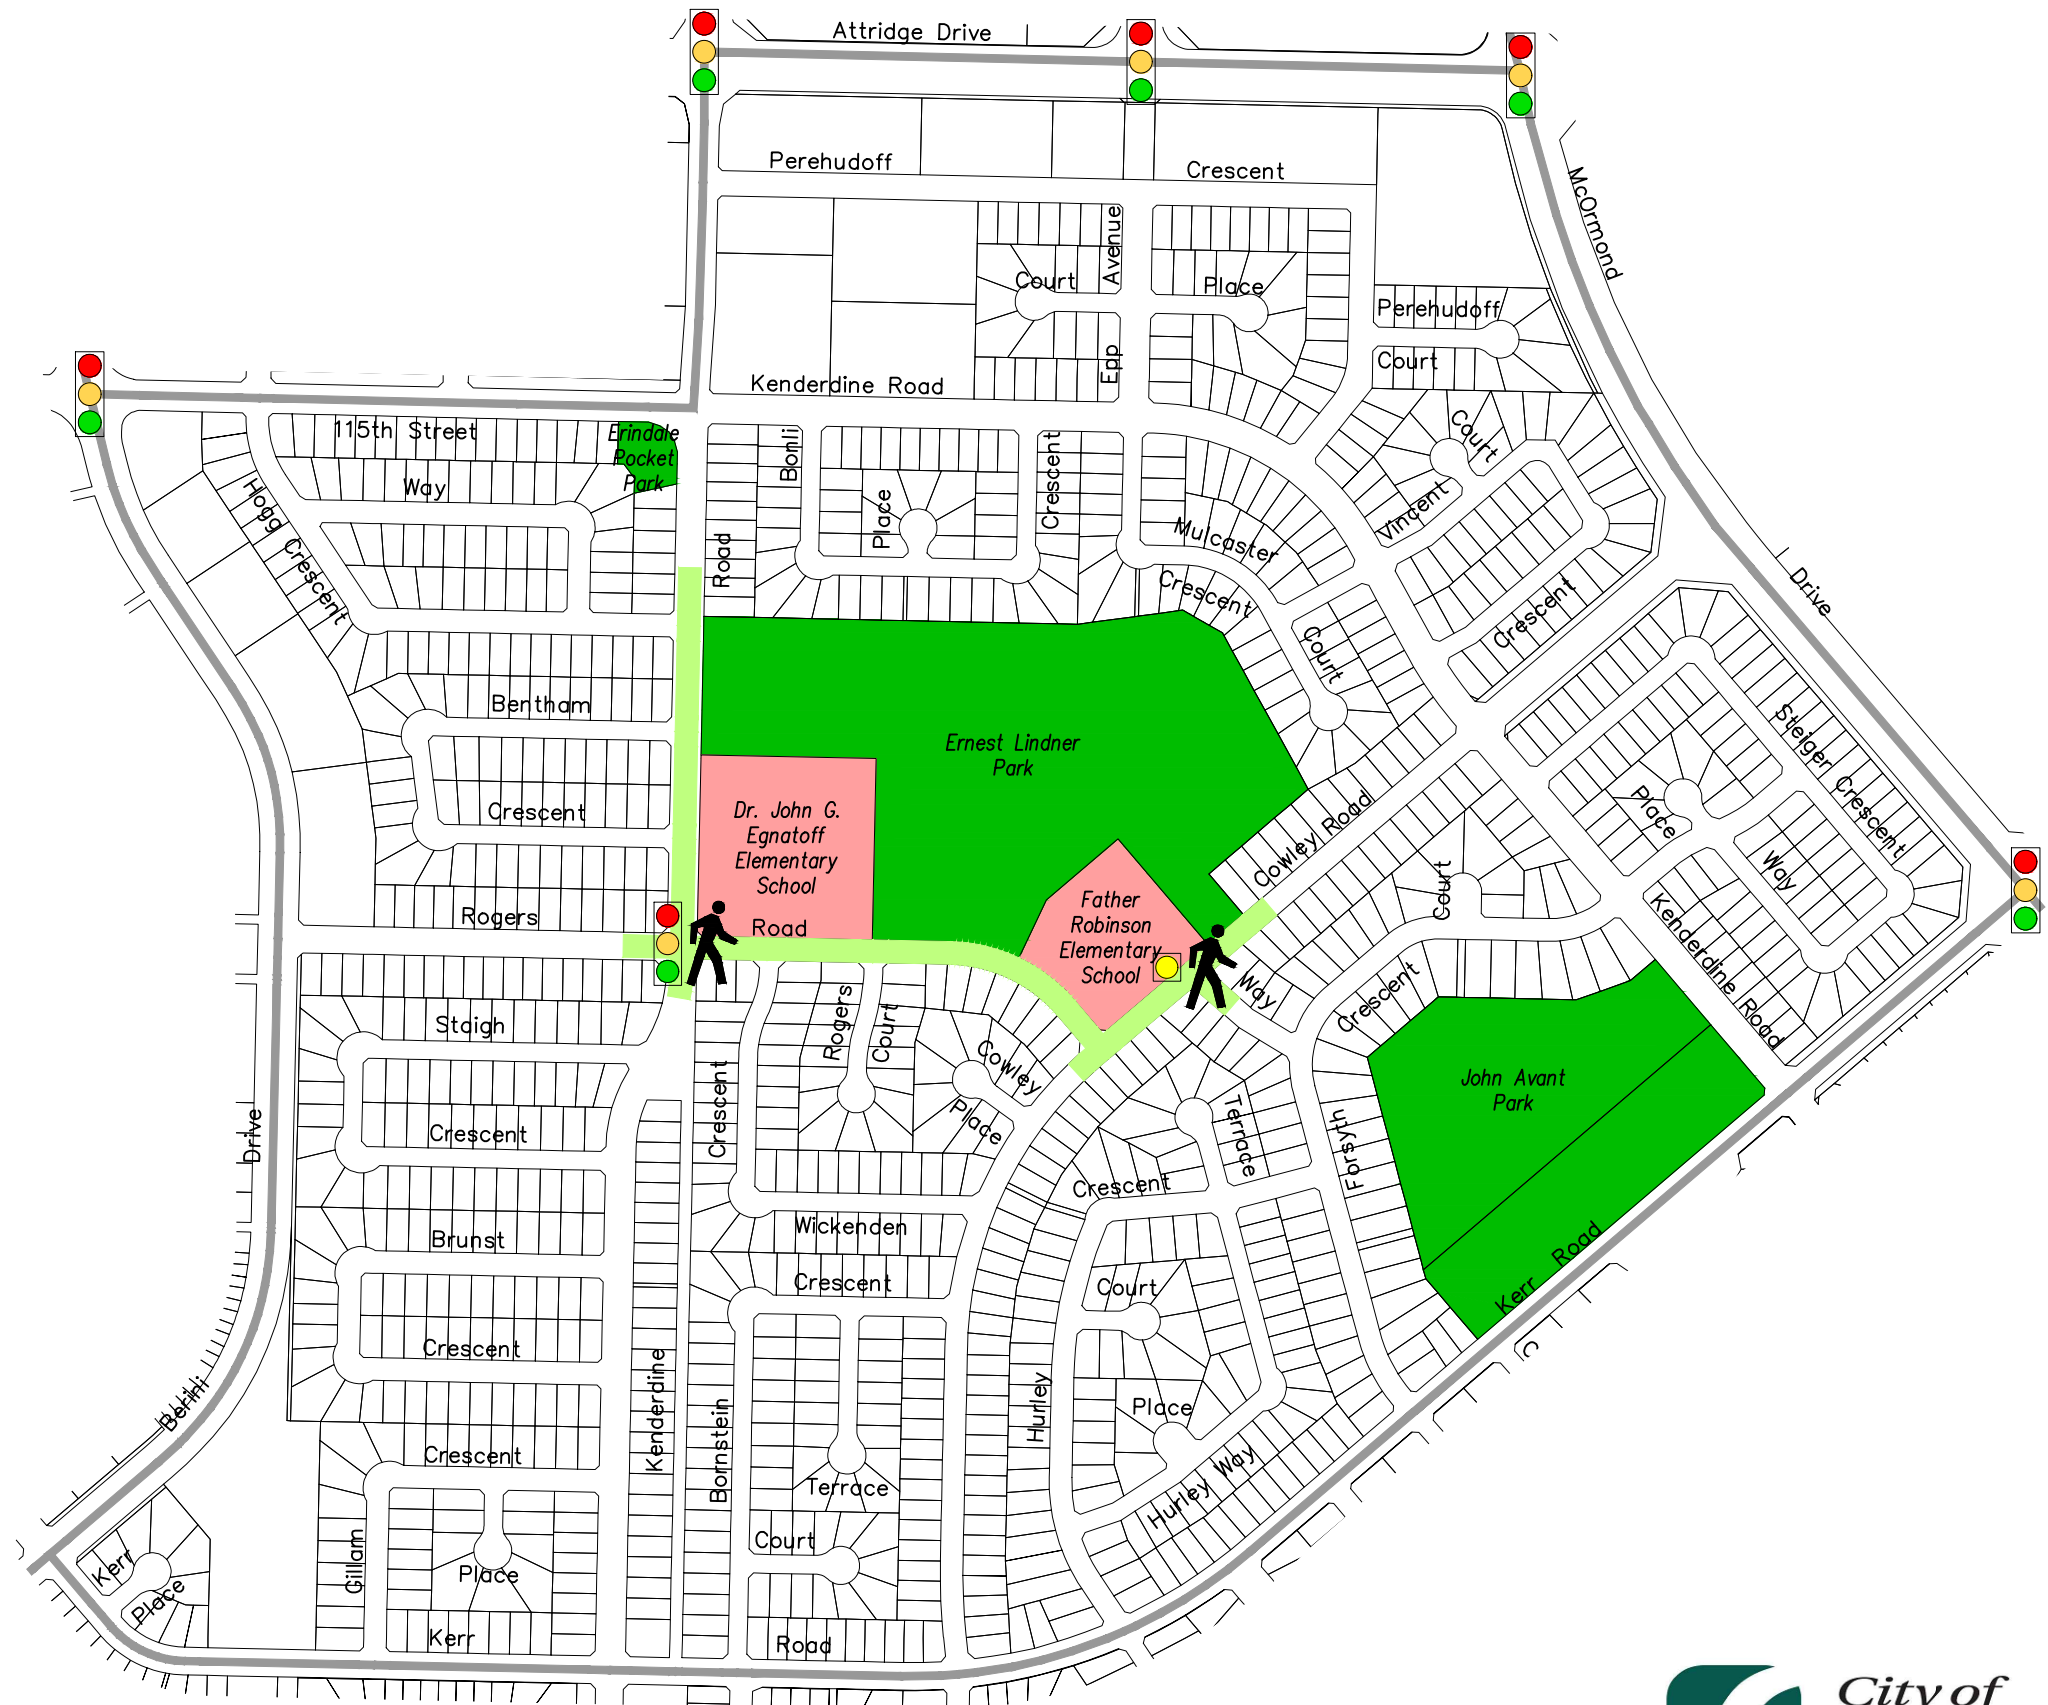 Attridge Drive
Perehudoff
Crescent
McOrmond
Avenue
Court
Place
Perehudoff
Court
Epp
Kenderdine Road
115th Street
Erindale
Pocket
Park
Bonli
Crescent
Court
Way
Hogg Crescent
Place
Vincent
Mulcaster
Road
Crescent
Crescent
Drive
Court
Bentham
Steiger Crescent
Ernest Lindner
Park
Crescent
Dr. John G.
Egnatoff
Elementary
School
Cowley Road
Place
Way
Court
Rogers
Road
Father
Robinson
Elementary
School
Kenderdine Road
Way
Crescent
Staigh
Rogers
Court
Cowley
Place
John Avant
Park
Crescent
Drive
Crescent
Terrace
Forsyth
Crescent
Wickenden
Brunst
Crescent
Court
Kerr Road
Crescent
C
Kenderdine
Hurley
Place
Berini
Bornstein
Crescent
Terrace
Hurley Way
Court
Gillam
Kerr
Place
Place
Kerr
Road
City of